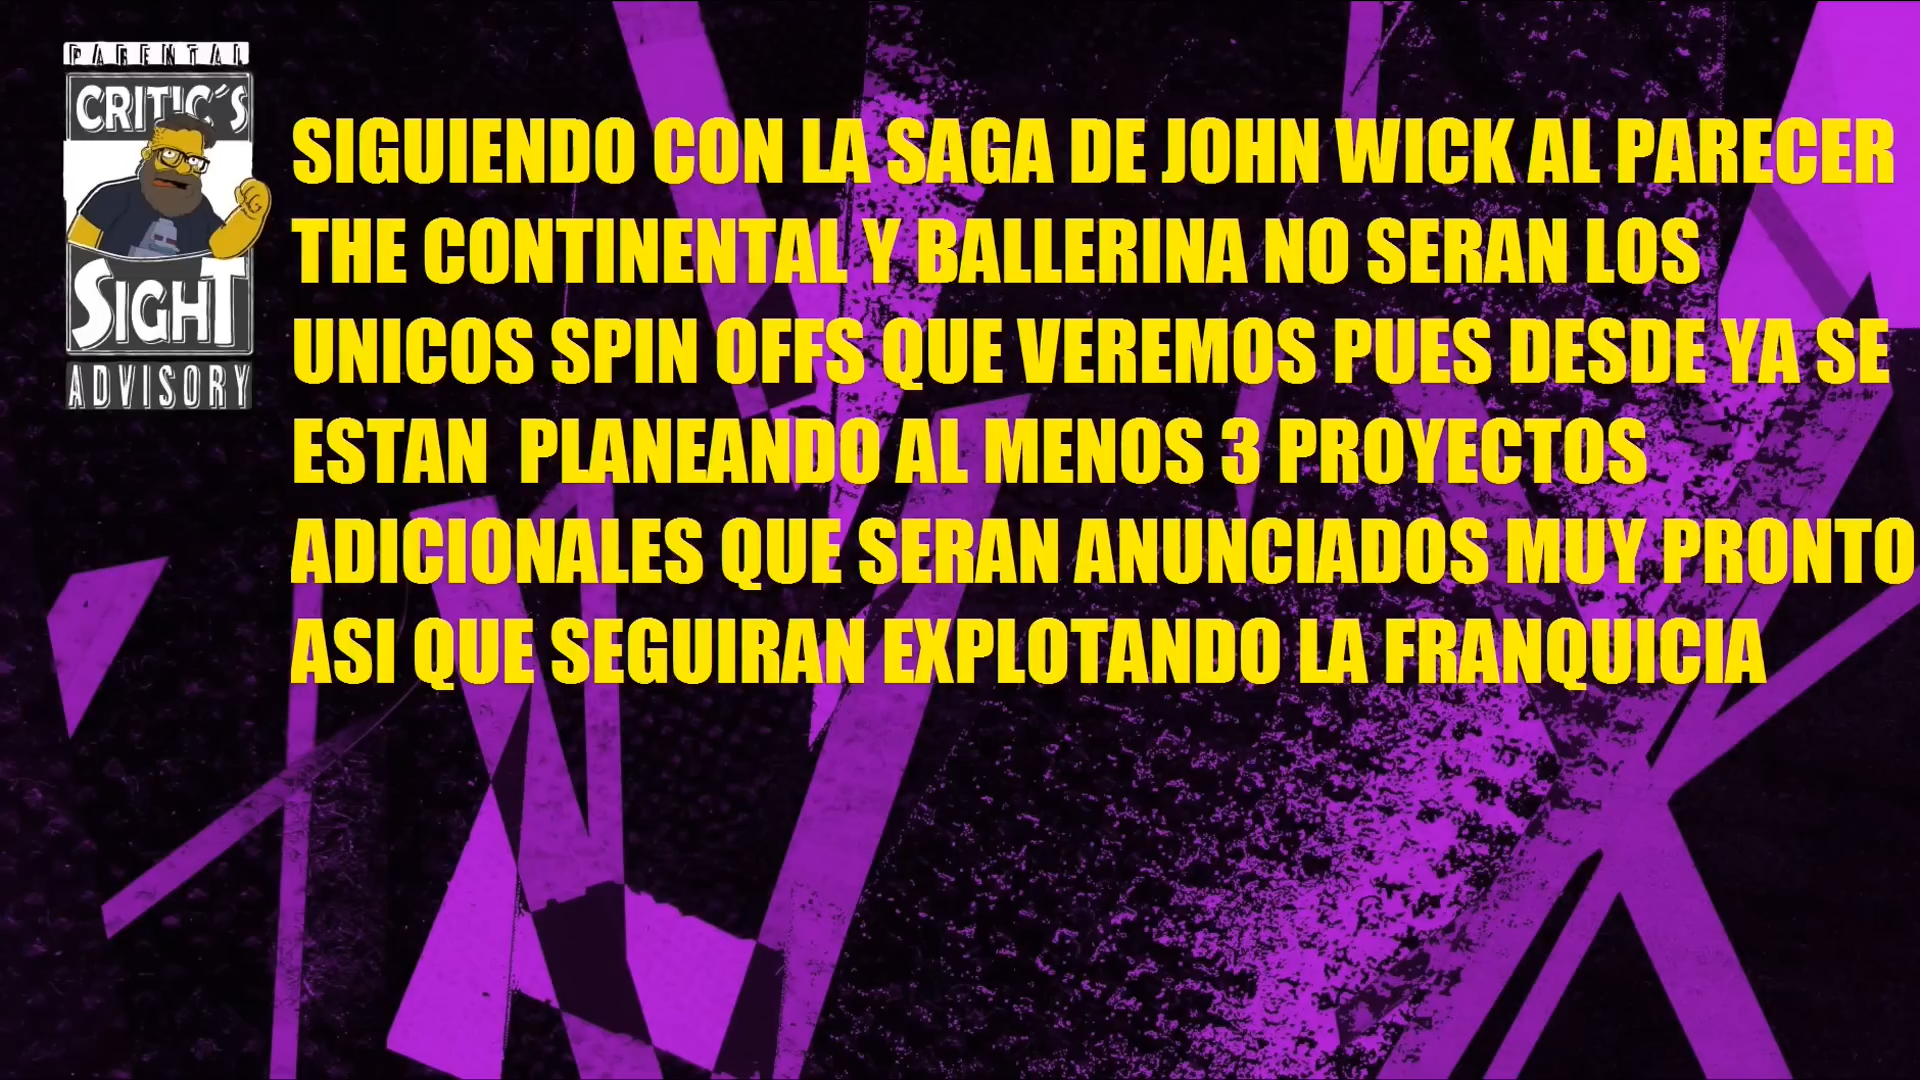 PARENTAL
CRITIC´S
SIGHT
ADVISORY
SIGUIENDO CON LA SAGA DE JOHN WICK AL PARECER
THE CONTINENTAL Y BALLERINA NO SERAN LOS
UNICOS SPIN OFFS QUE VEREMOS PUES DESDE YA SE
ESTAN PLANEANDO AL MENOS 3 PROYECTOS
ADICIONALES QUE SERAN ANUNCIADOS MUY PRONTO
ASI QUE SEGUIRAN EXPLOTANDO LA FRANQUICIA